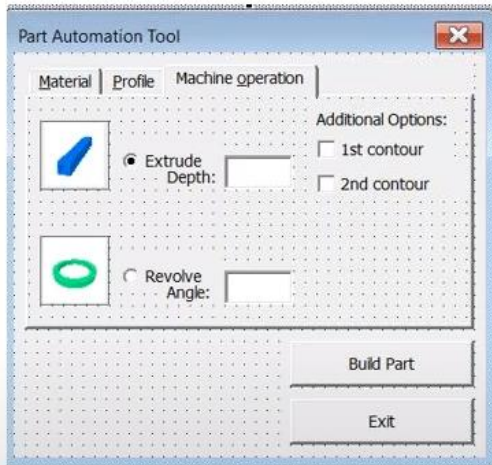 Part Automation Tool
Material
Profile
Machine operation
Additional Options:
1st contour
2nd contour
Extrude
Depth:
Revolve
Angle:
Build Part
Exit